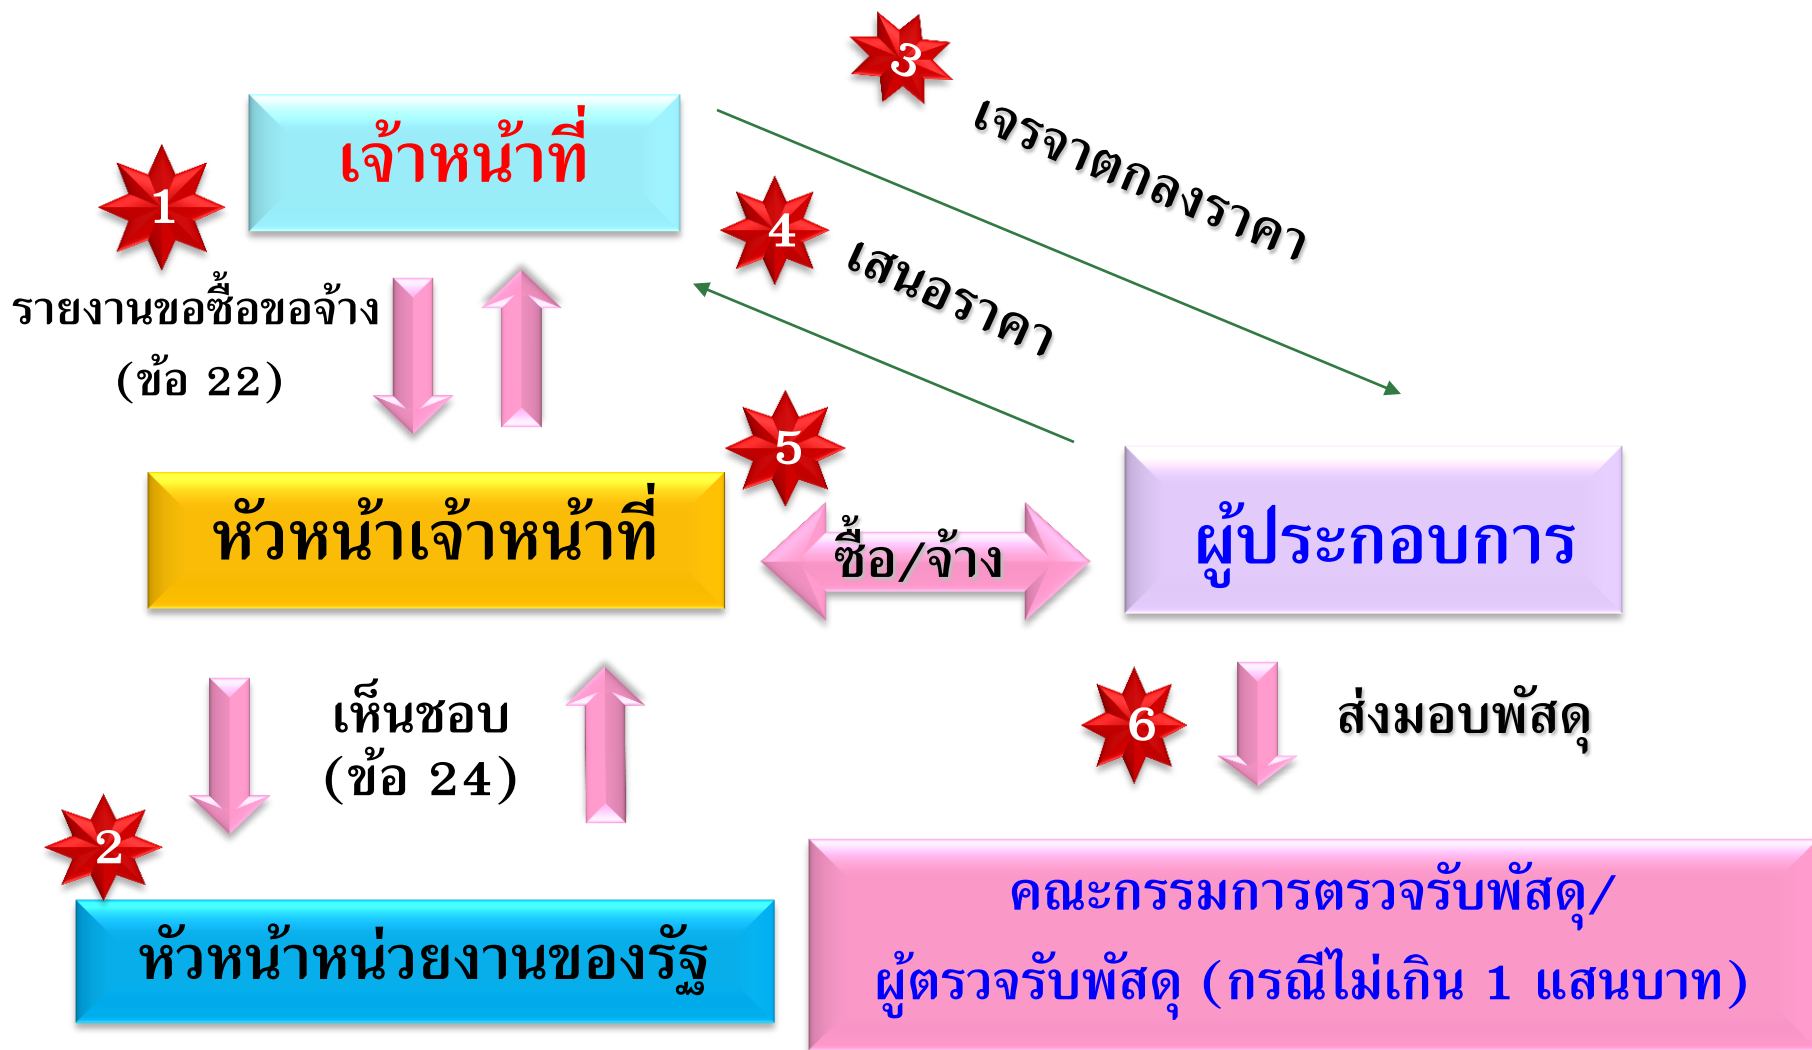 3
เจรจาตกลงราคา
เจ้าหน้าที่
1
4
เสนอราคา
รายงานขอซื้อขอจ้าง
(ข้อ 22)
5
หัวหน้าเจ้าหน้าที่
ซื้อ/จ้าง
ผู้ประกอบการ
เห็นชอบ
(ข้อ 24)
6
ส่งมอบพัสดุ
2
หัวหน้าหน่วยงานของรัฐ
คณะกรรมการตรวจรับพัสดุ/
ผู้ตรวจรับพัสดุ (กรณีไม่เกิน 1 แสนบาท)